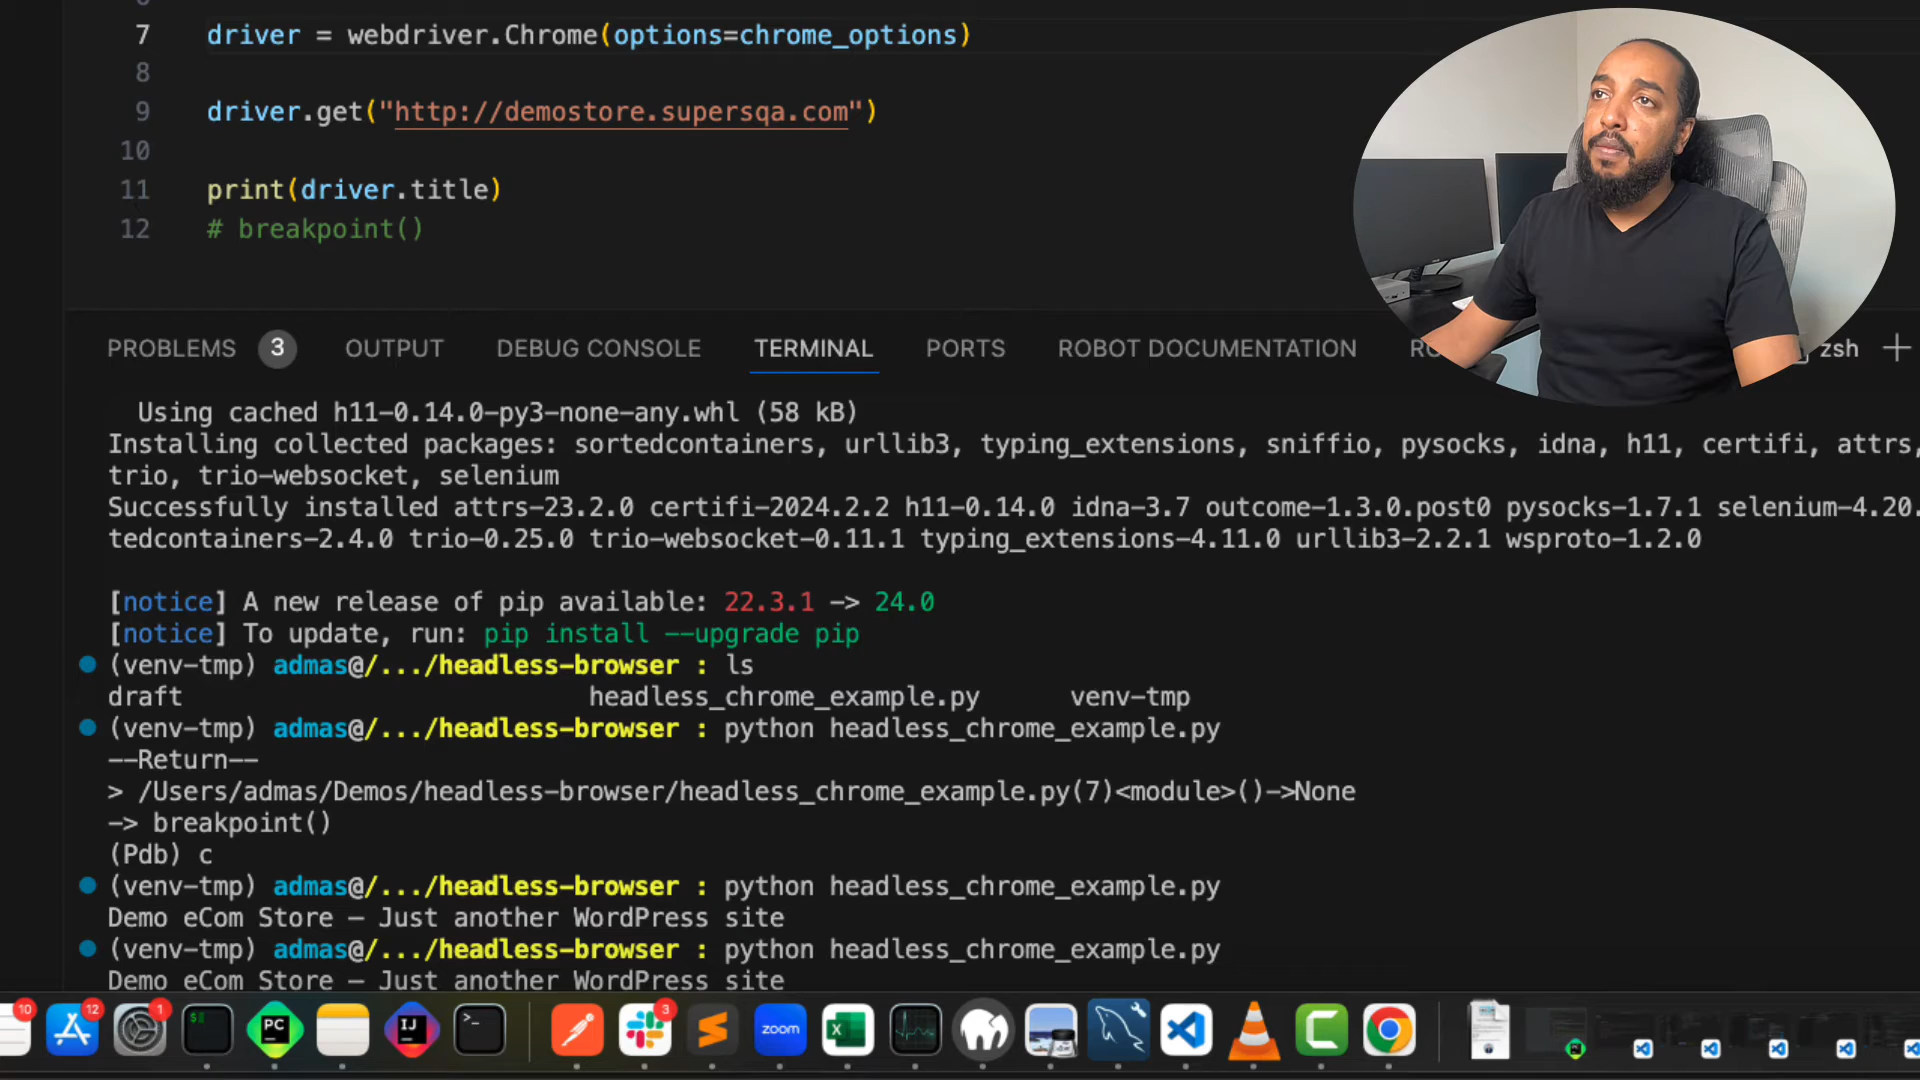 7 driver = webdriver.Chrome(options=chrome_options)
8
9 driver.get("http://demostore.supersqa.com")
10
11 print(driver.title)
12 # breakpoint()
PROBLEMS 3 OUTPUT DEBUG CONSOLE TERMINAL PORTS ROBOT DOCUMENTATION zsh
Using cached h11-0.14.0-py3-none-any.whl (58 kB)
Installing collected packages: sortedcontainers, urllib3, typing_extensions, sniffio, pysocks, idna, h11, certifi, attrs,
trio, trio-websocket, selenium
Successfully installed attrs-23.2.0 certifi-2024.2.2 h11-0.14.0 idna-3.7 outcome-1.3.0.post0 pysocks-1.7.1 selenium-4.20.
tedcontainers-2.4.0 trio-0.25.0 trio-websocket-0.11.1 typing_extensions-4.11.0 urllib3-2.2.1 wsproto-1.2.0
[notice] A new release of pip available: 22.3.1 -> 24.0
[notice] To update, run: pip install --upgrade pip
(venv-tmp) admas@/.../headless-browser : ls
draft headless_chrome_example.py venv-tmp
(venv-tmp) admas@/.../headless-browser : python headless_chrome_example.py
--Return--
> /Users/admas/Demos/headless-browser/headless_chrome_example.py(7)<module>()->None
-> breakpoint()
(Pdb) c
(venv-tmp) admas@/.../headless-browser : python headless_chrome_example.py
Demo eCom Store – Just another WordPress site
(venv-tmp) admas@/.../headless-browser : python headless_chrome_example.py
Demo eCom Store – Just another WordPress site
10 12 1 $ PC IJ >_ 3 zoom